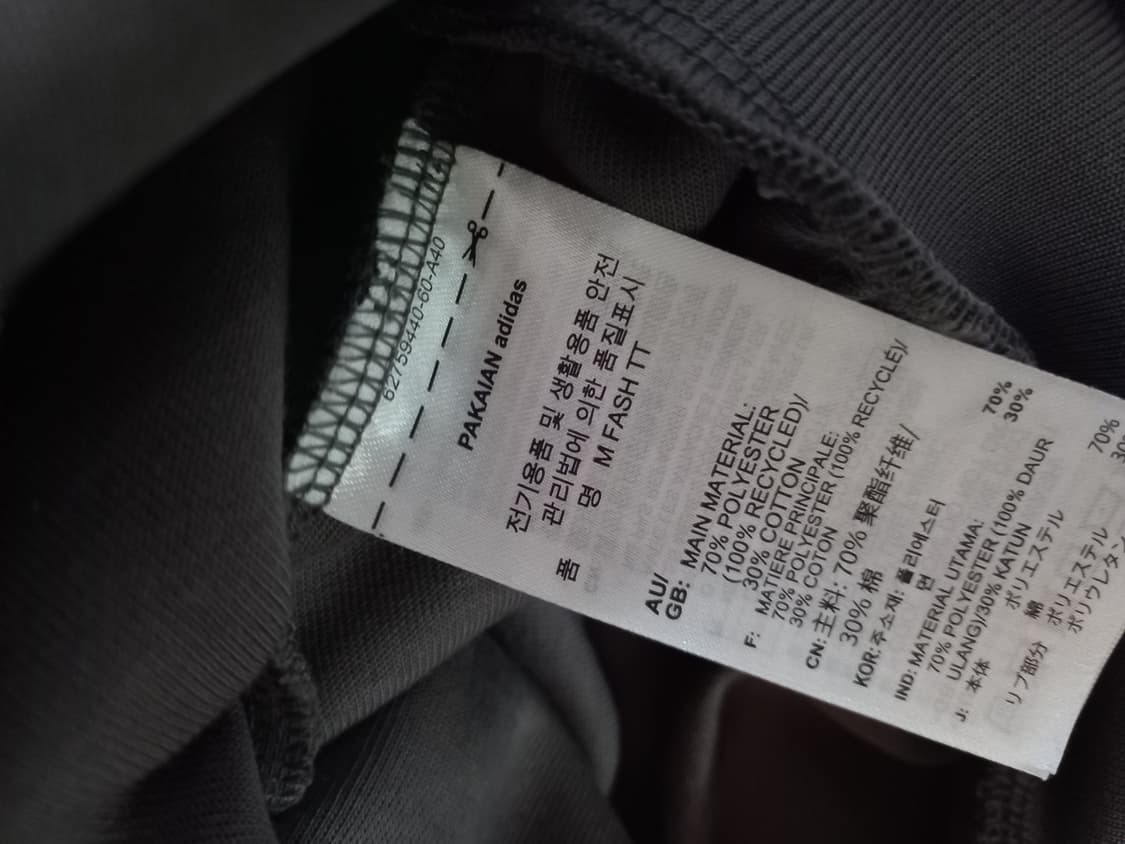 62759440-60-A40
PAKAIAN adidas
전기용품 및 생활용품 안전
관리법에 의한 품질표시
품 명 M FASH TT
AU/
GB: MAIN MATERIAL:
70% POLYESTER
(100% RECYCLED)/
30% COTTON
F: MATIERE PRINCIPALE:
70% POLYESTER (100% RECYCLÉ)/
30% COTON
CN: 主料: 70% 聚酯纤维/
30% 棉
KOR: 주소재: 폴리에스터 70%
면 30%
IND: MATERIAL UTAMA:
70% POLYESTER (100% DAUR
ULANG)/30% KATUN
J: 本体 ポリエステル 70%
綿
リブ部分 ポリエステル
ポリウレタン